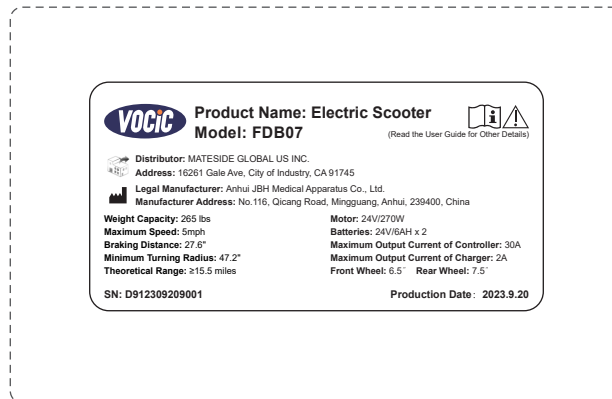 VOCIC
Product Name: Electric Scooter
Model: FDB07
(Read the User Guide for Other Details)
Distributor: MATESIDE GLOBAL US INC.
Address: 16261 Gale Ave, City of Industry, CA 91745
Legal Manufacturer: Anhui JBH Medical Apparatus Co., Ltd.
Manufacturer Address: No.116, Qicang Road, Mingguang, Anhui, 239400, China
Weight Capacity: 265 lbs
Maximum Speed: 5mph
Braking Distance: 27.6"
Minimum Turning Radius: 47.2"
Theoretical Range: ≥15.5 miles
Motor: 24V/270W
Batteries: 24V/6AH x 2
Maximum Output Current of Controller: 30A
Maximum Output Current of Charger: 2A
Front Wheel: 6.5″ Rear Wheel: 7.5″
SN: D912309209001
Production Date：2023.9.20